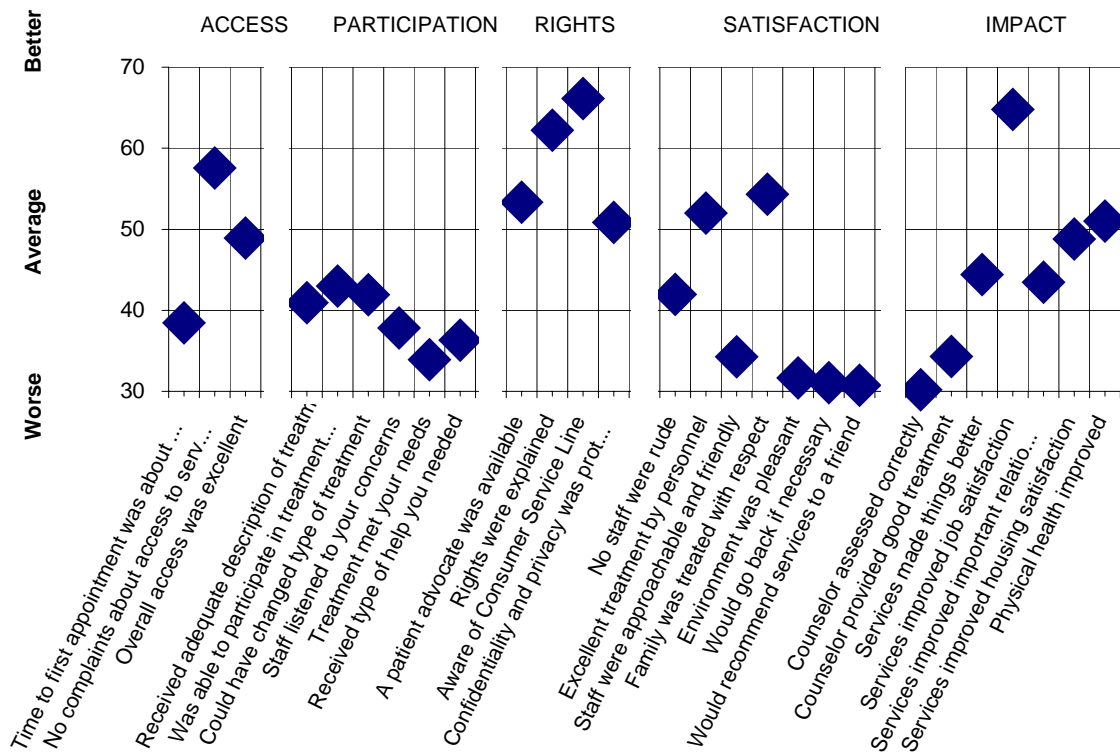 ACCESS
PARTICIPATION
RIGHTS
SATISFACTION
IMPACT
Better
Average
Worse
70
60
50
40
30
Time to first appointment was about ...
No complaints about access to serv...
Overall access was excellent
Received adequate description of treatm
Was able to participate in treatment...
Could have changed type of treatment
Staff listened to your concerns
Treatment met your needs
Received type of help you needed
A patient advocate was available
Rights were explained
Aware of Consumer Service Line
Confidentiality and privacy was prot...
No staff were rude
Excellent treatment by personnel
Staff were approachable and friendly
Family was treated with respect
Environment was pleasant
Would go back if necessary
Would recommend services to a friend
Counselor assessed correctly
Counselor provided good treatment
Services made things better
Services improved job satisfaction
Services improved important relatio...
Services improved housing satisfaction
Physical health improved